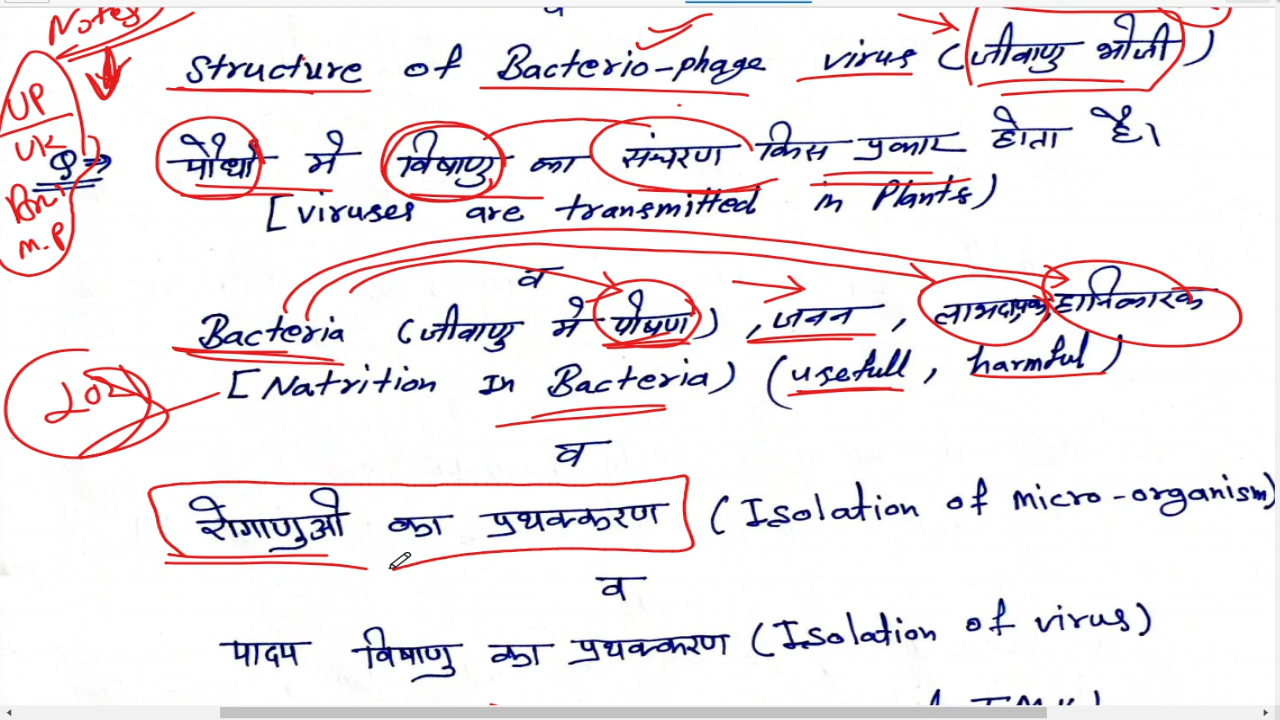 Notes
Structure of Bacterio-phage virus (जीवाणु भोजी)
UP
UK
M.P
Q ⇒ पौधो मे विषाणु का संचरण किस प्रकार होता है।
[viruses are transmitted in Plants)
व
Bacteria (जीवाणु मे पोषण), जनन, लाभदायक, हानिकारक
[Natrition In Bacteria) (usefull, harmful)
व
रोगाणुओ का प्रथक्करण (Isolation of micro-organism)
व
पादप विषाणु का प्रथक्करण (Isolation of virus)